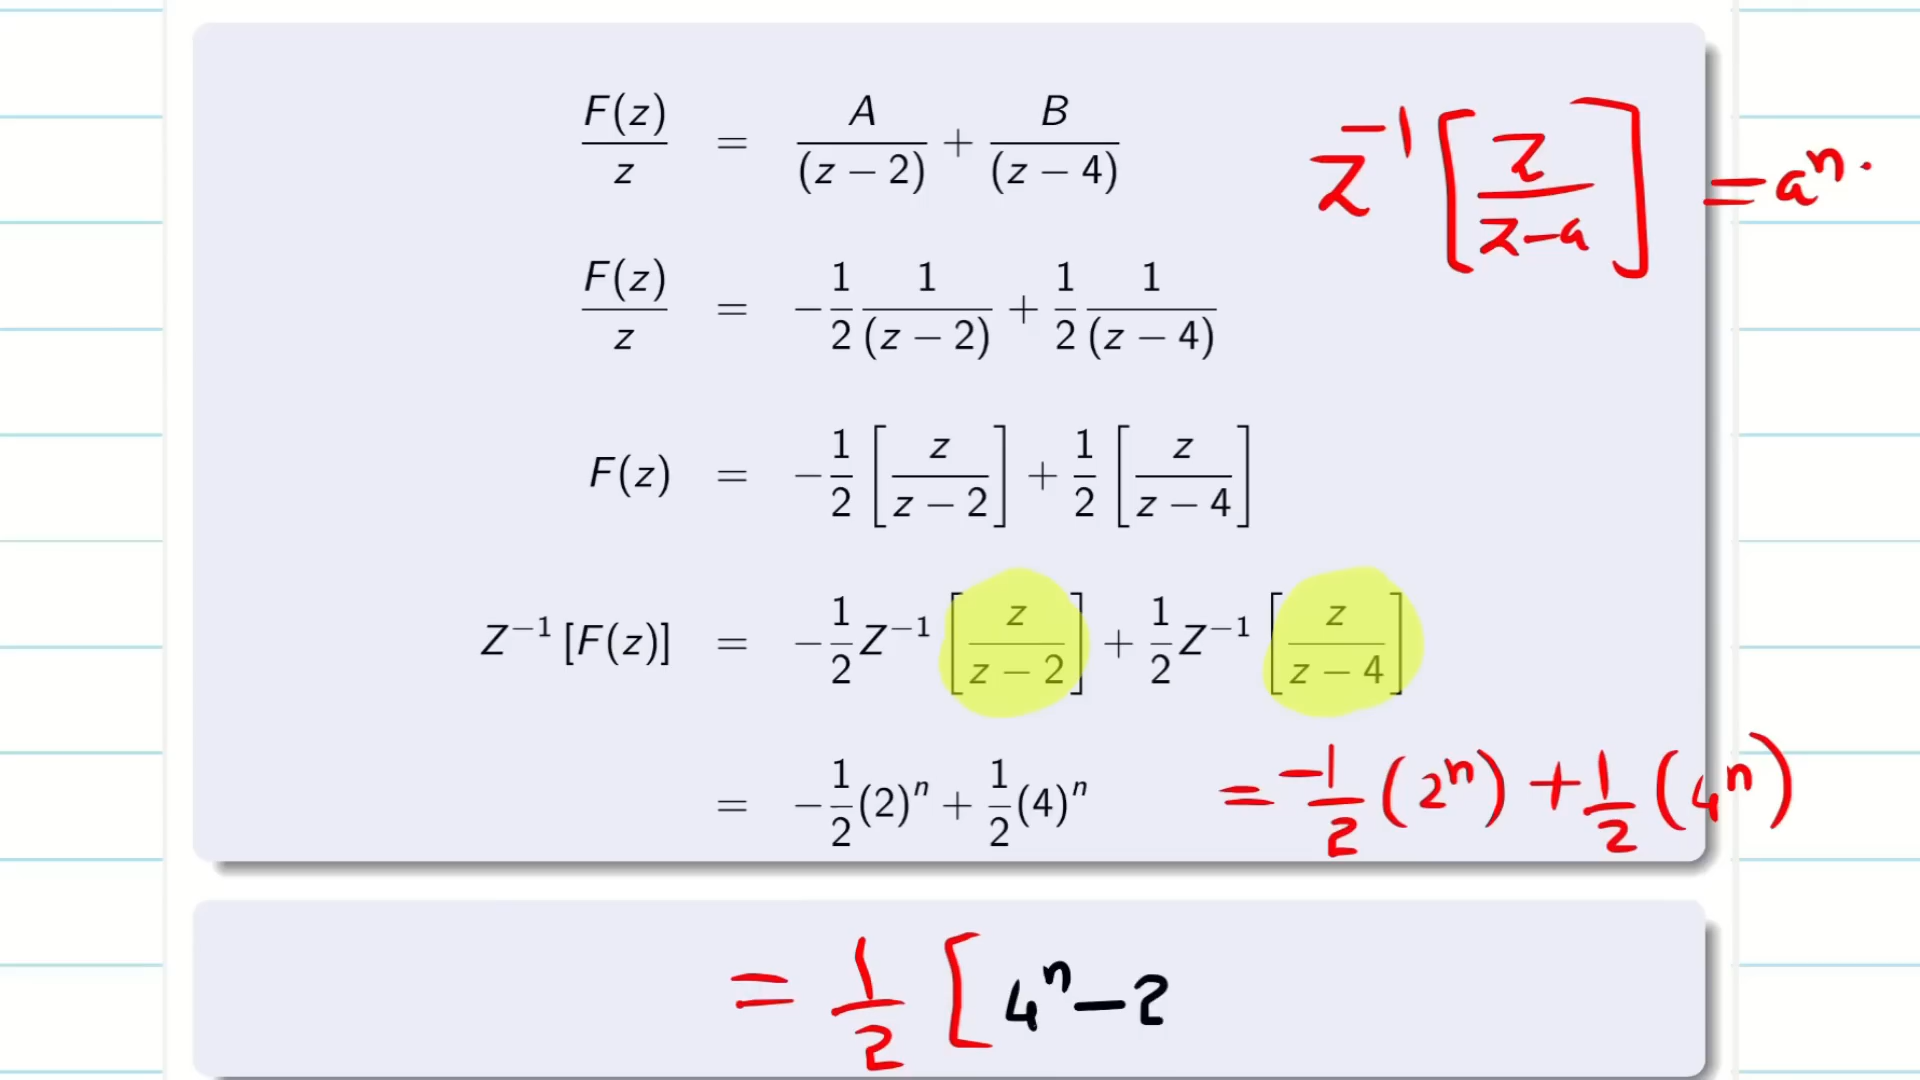 F(z)/z = A/(z − 2) + B/(z − 4)
z⁻¹ [z/(z−a)] = aⁿ.
F(z)/z = −1/2 1/(z − 2) + 1/2 1/(z − 4)
F(z) = −1/2 [z/(z − 2)] + 1/2 [z/(z − 4)]
Z⁻¹ [F(z)] = −1/2 Z⁻¹ [z/(z − 2)] + 1/2 Z⁻¹ [z/(z − 4)]
= −1/2 (2)ⁿ + 1/2 (4)ⁿ
= −1/2 (2ⁿ) + 1/2 (4ⁿ)
= 1/2 [4ⁿ − 2